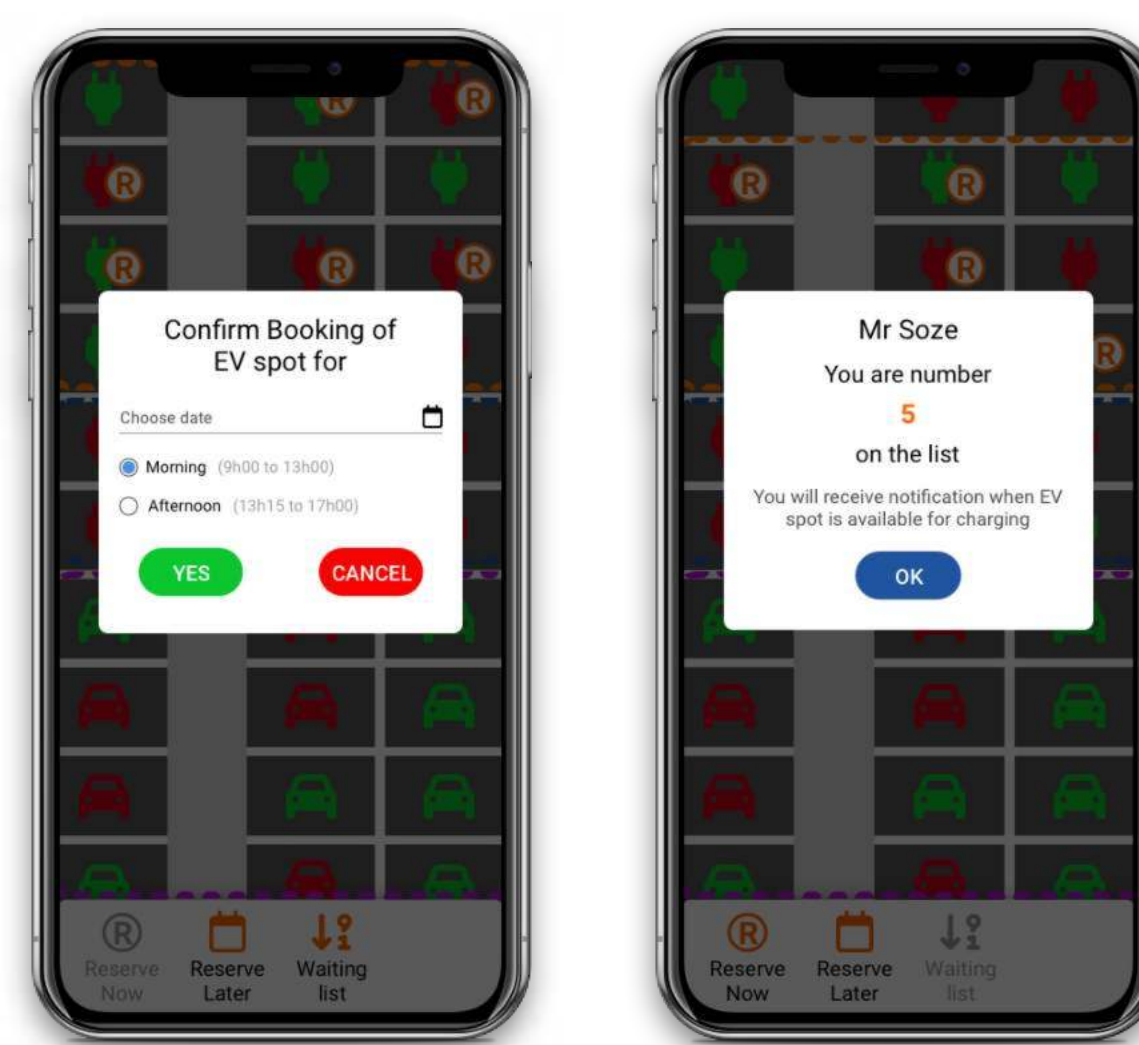 R
R
R
Confirm Booking of
EV spot for
Choose date
Morning (9h00 to 13h00)
Afternoon (13h15 to 17h00)
YES
CANCEL
R
Reserve
Now
Reserve
Later
Waiting
list
R
R
R
R
R
R
R
Mr Soze
You are number
5
on the list
You will receive notification when EV
spot is available for charging
OK
R
Reserve
Now
Reserve
Later
Waiting
list